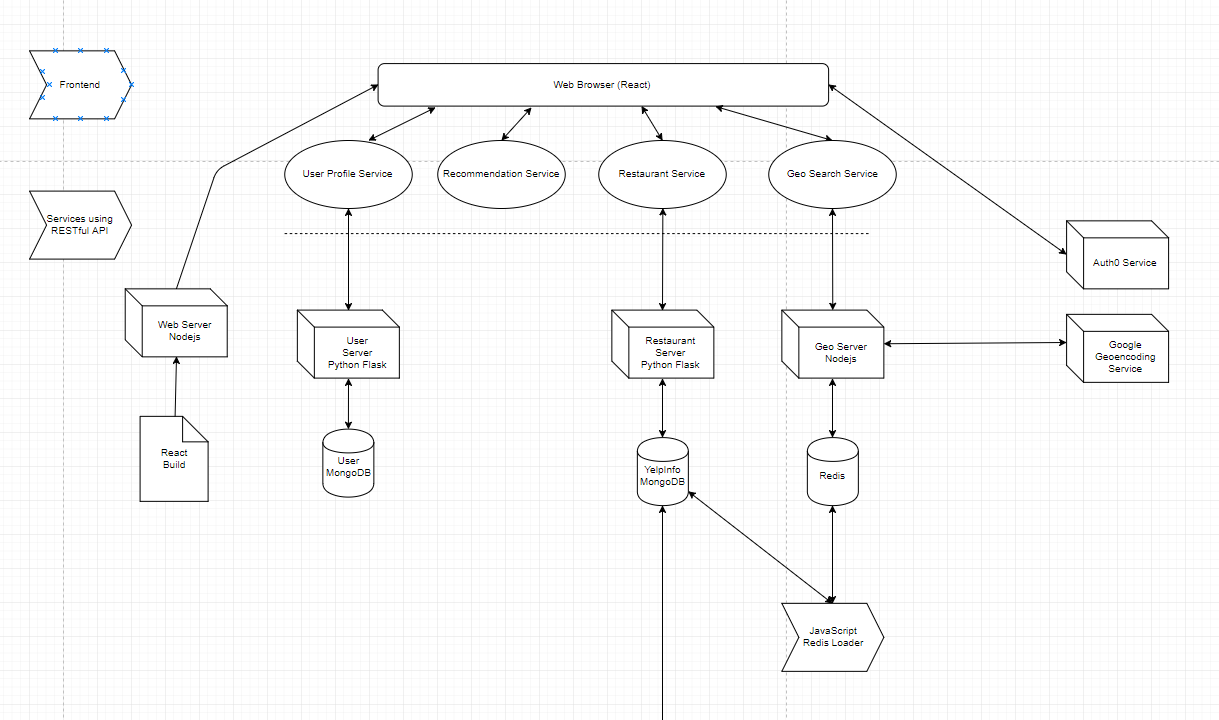 Frontend
Web Browser (React)
User Profile Service
Recommendation Service
Restaurant Service
Geo Search Service
Services using
RESTful API
Auth0 Service
Web Server
Nodejs
User
Server
Python Flask
Restaurant
Server
Python Flask
Geo Server
Nodejs
Google
Geoencoding
Service
React
Build
User
MongoDB
YelpInfo
MongoDB
Redis
JavaScript
Redis Loader